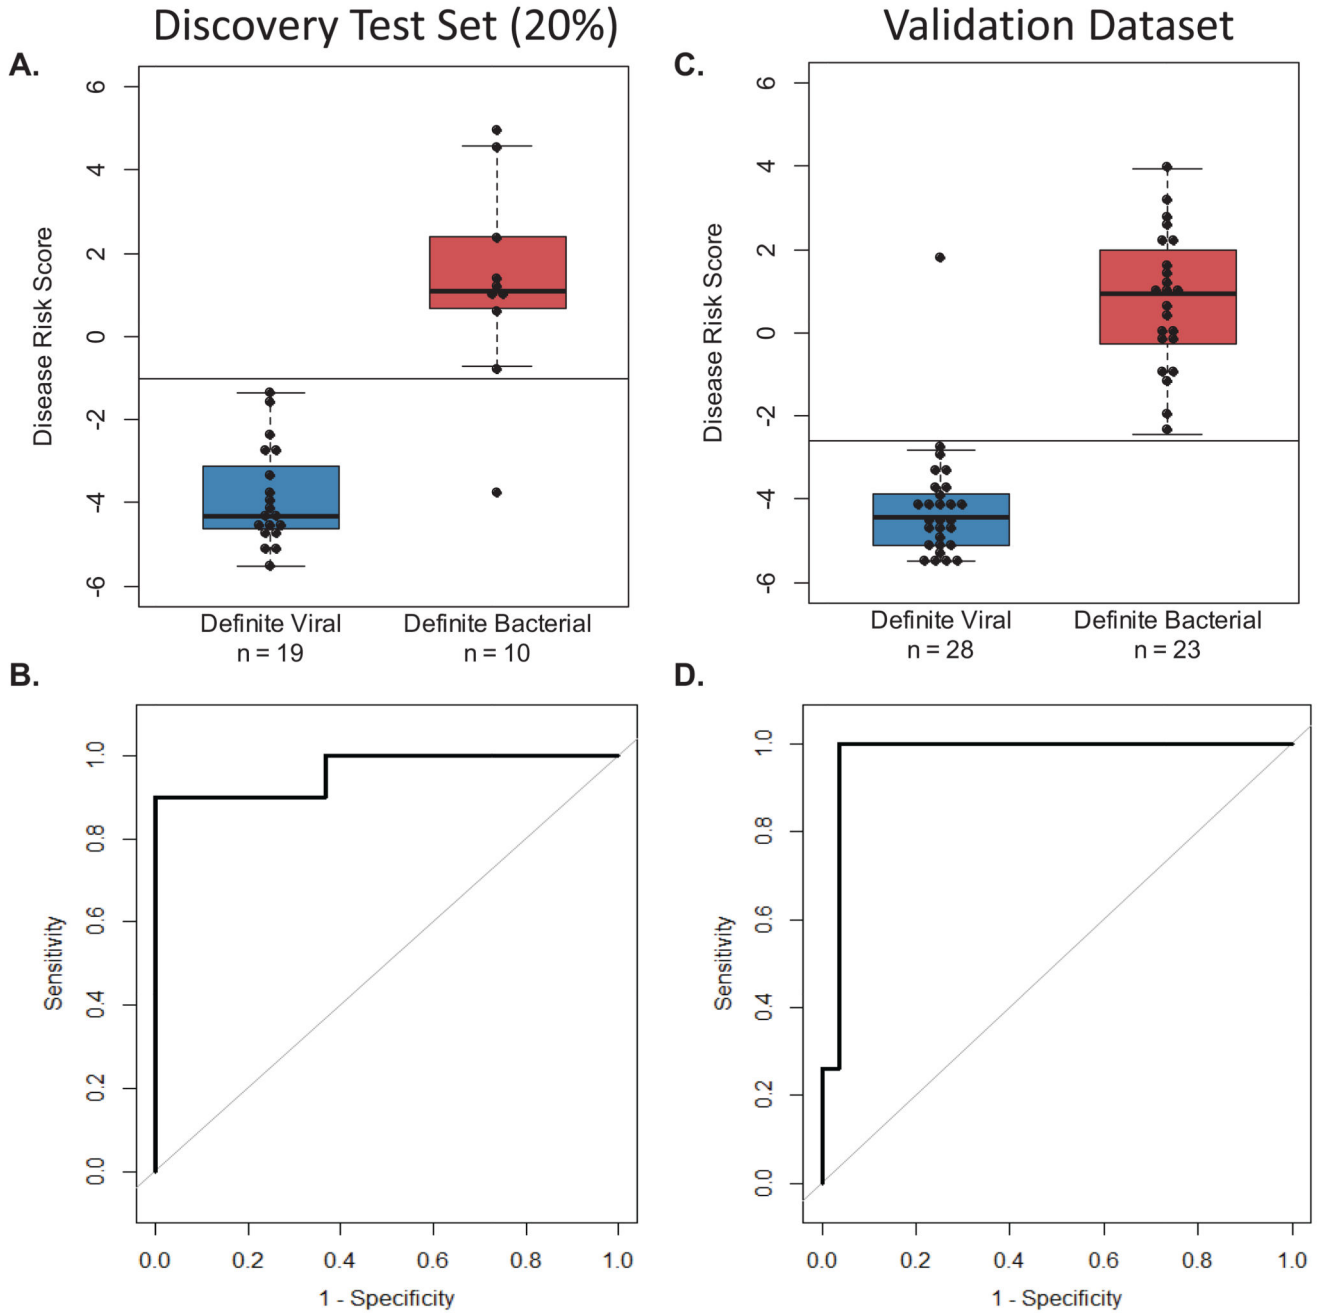 Discovery Test Set (20%)
Validation Dataset
A.
6
4
2
0
-2
-4
-6
Disease Risk Score
Definite Viral
n = 19
Definite Bacterial
n = 10
C.
6
4
2
0
-2
-4
-6
Disease Risk Score
Definite Viral
n = 28
Definite Bacterial
n = 23
B.
1.0
0.8
0.6
0.4
0.2
0.0
Sensitivity
0.0 0.2 0.4 0.6 0.8 1.0
1 - Specificity
D.
1.0
0.8
0.6
0.4
0.2
0.0
Sensitivity
0.0 0.2 0.4 0.6 0.8 1.0
1 - Specificity